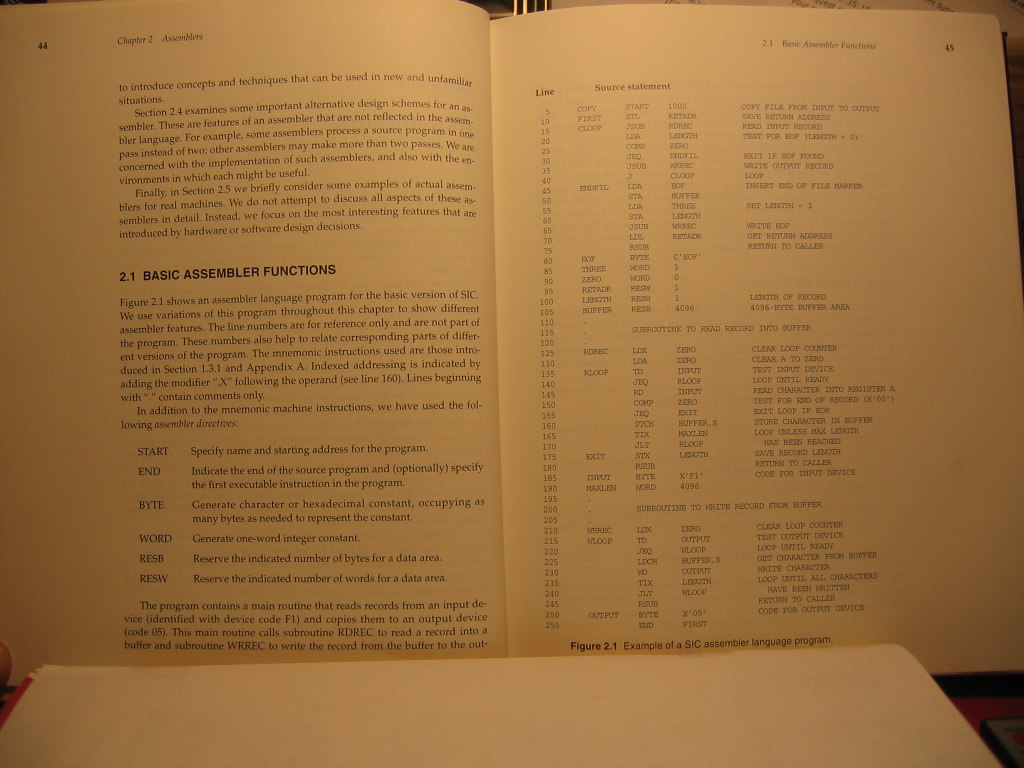 44
Chapter 2 Assemblers
to introduce concepts and techniques that can be used in new and unfamiliar
situations.
Section 2.4 examines some important alternative design schemes for an as-
sembler. These are features of an assembler that are not reflected in the assem-
bler language. For example, some assemblers process a source program in one
pass instead of two; other assemblers may make more than two passes. We are
concerned with the implementation of such assemblers, and also with the en-
vironments in which each might be useful.
Finally, in Section 2.5 we briefly consider some examples of actual assem-
blers for real machines. We do not attempt to discuss all aspects of these as-
semblers in detail. Instead, we focus on the most interesting features that are
introduced by hardware or software design decisions.
2.1 BASIC ASSEMBLER FUNCTIONS
Figure 2.1 shows an assembler language program for the basic version of SIC.
We use variations of this program throughout this chapter to show different
assembler features. The line numbers are for reference only and are not part of
the program. These numbers also help to relate corresponding parts of differ-
ent versions of the program. The mnemonic instructions used are those intro-
duced in Section 1.3.1 and Appendix A. Indexed addressing is indicated by
adding the modifier ",X" following the operand (see line 160). Lines beginning
with "." contain comments only.
In addition to the mnemonic machine instructions, we have used the fol-
lowing assembler directives:
START Specify name and starting address for the program.
END Indicate the end of the source program and (optionally) specify
the first executable instruction in the program.
BYTE Generate character or hexadecimal constant, occupying as
many bytes as needed to represent the constant.
WORD Generate one-word integer constant.
RESB Reserve the indicated number of bytes for a data area.
RESW Reserve the indicated number of words for a data area.
The program contains a main routine that reads records from an input de-
vice (identified with device code F1) and copies them to an output device
(code 05). This main routine calls subroutine RDREC to read a record into a
buffer and subroutine WRREC to write the record from the buffer to the out-
2.1 Basic Assembler Functions 45
Line Source statement
5 COPY START 1000 COPY FILE FROM INPUT TO OUTPUT
10 FIRST STL RETADR SAVE RETURN ADDRESS
15 CLOOP JSUB RDREC READ INPUT RECORD
20 LDA LENGTH TEST FOR EOF (LENGTH = 0)
25 COMP ZERO
30 JEQ ENDFIL EXIT IF EOF FOUND
35 JSUB WRREC WRITE OUTPUT RECORD
40 J CLOOP LOOP
45 ENDFIL LDA EOF INSERT END OF FILE MARKER
50 STA BUFFER
55 LDA THREE SET LENGTH = 3
60 STA LENGTH
65 JSUB WRREC WRITE EOF
70 LDL RETADR GET RETURN ADDRESS
75 RSUB RETURN TO CALLER
80 EOF BYTE C'EOF'
85 THREE WORD 3
90 ZERO WORD 0
95 RETADR RESW 1
100 LENGTH RESW 1 LENGTH OF RECORD
105 BUFFER RESB 4096 4096-BYTE BUFFER AREA
110 .
115 . SUBROUTINE TO READ RECORD INTO BUFFER
120 .
125 RDREC LDX ZERO CLEAR LOOP COUNTER
130 LDA ZERO CLEAR A TO ZERO
135 RLOOP TD INPUT TEST INPUT DEVICE
140 JEQ RLOOP LOOP UNTIL READY
145 RD INPUT READ CHARACTER INTO REGISTER A
150 COMP ZERO TEST FOR END OF RECORD (X'00')
155 JEQ EXIT EXIT LOOP IF EOR
160 STCH BUFFER,X STORE CHARACTER IN BUFFER
165 TIX MAXLEN LOOP UNLESS MAX LENGTH
170 JLT RLOOP HAS BEEN REACHED
175 EXIT STX LENGTH SAVE RECORD LENGTH
180 RSUB RETURN TO CALLER
185 INPUT BYTE X'F1' CODE FOR INPUT DEVICE
190 MAXLEN WORD 4096
195 .
200 . SUBROUTINE TO WRITE RECORD FROM BUFFER
205 .
210 WRREC LDX ZERO CLEAR LOOP COUNTER
215 WLOOP TD OUTPUT TEST OUTPUT DEVICE
220 JEQ WLOOP LOOP UNTIL READY
225 LDCH BUFFER,X GET CHARACTER FROM BUFFER
230 WD OUTPUT WRITE CHARACTER
235 TIX LENGTH LOOP UNTIL ALL CHARACTERS
240 JLT WLOOP HAVE BEEN WRITTEN
245 RSUB RETURN TO CALLER
250 OUTPUT BYTE X'05' CODE FOR OUTPUT DEVICE
255 END FIRST
Figure 2.1 Example of a SIC assembler language program.